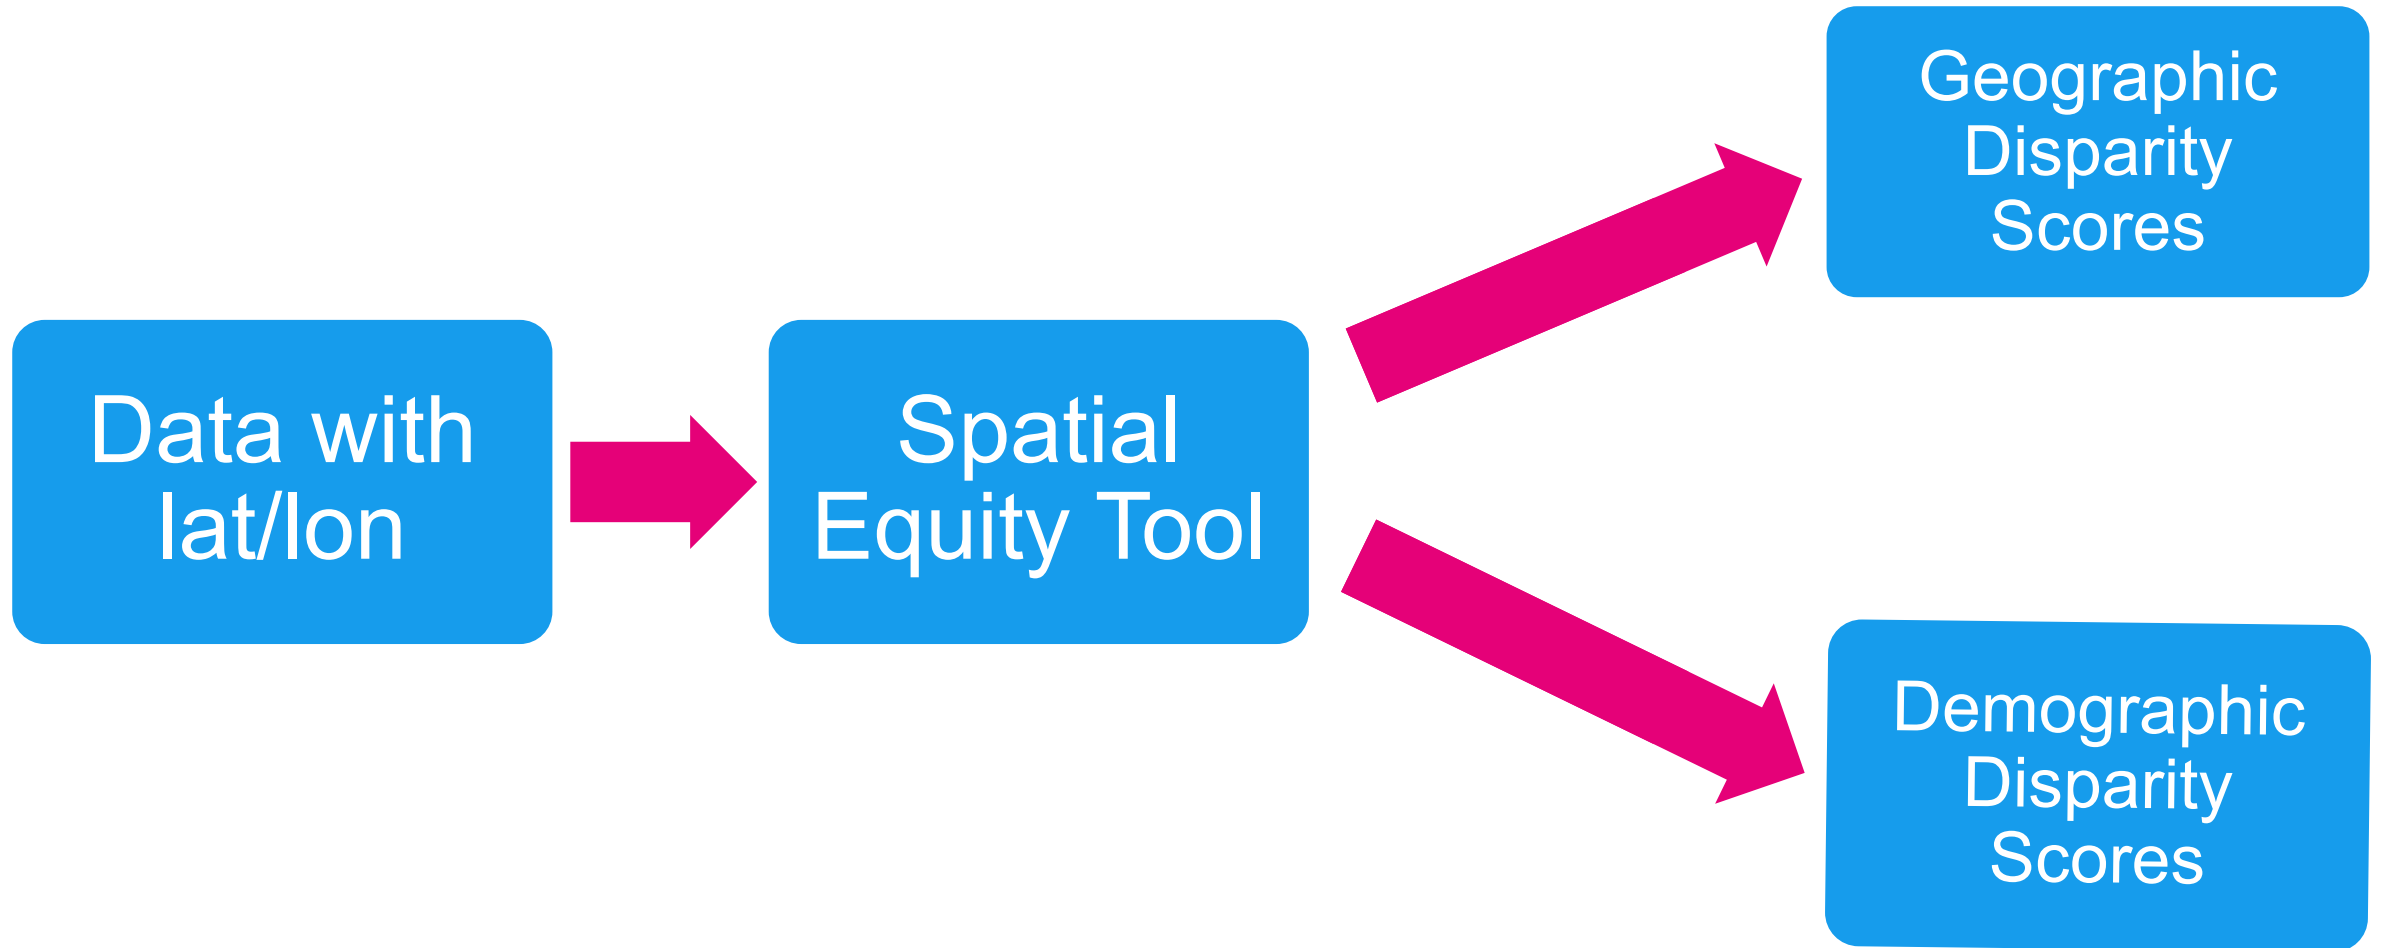 Data with
lat/lon
Spatial
Equity Tool
Geographic
Disparity
Scores
Demographic
Disparity
Scores